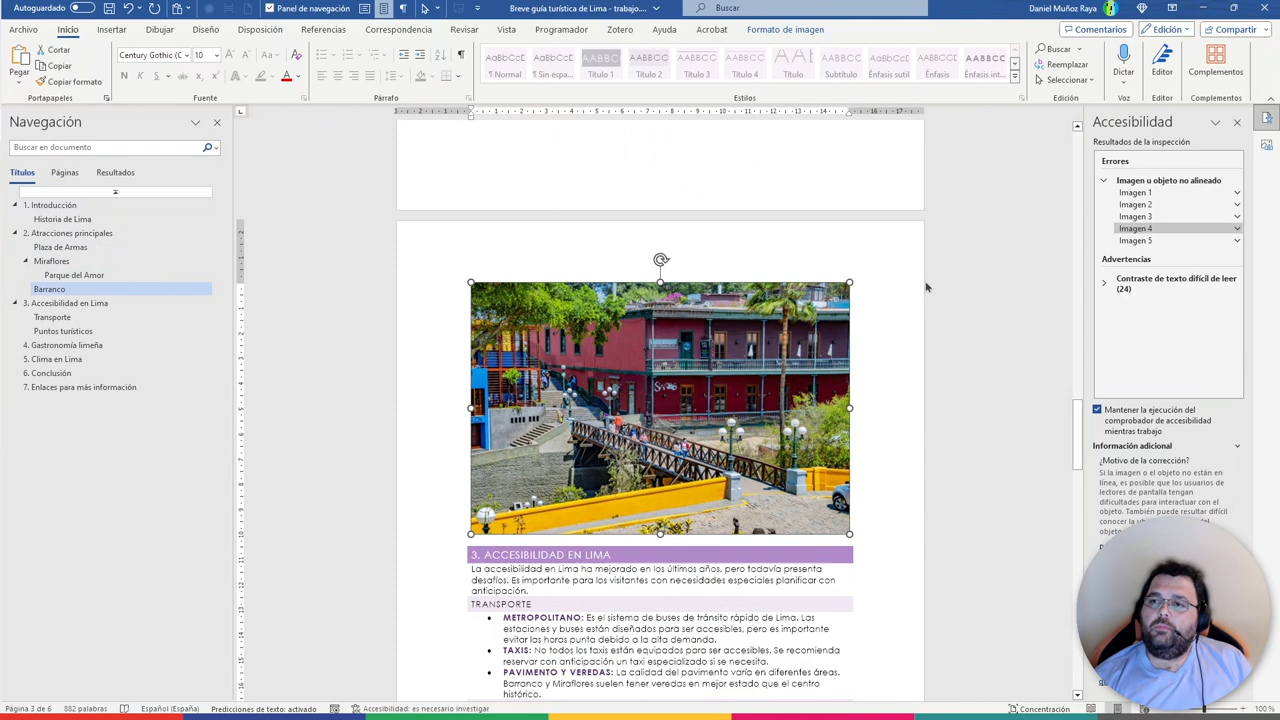 Autoguardado
Panel de navegación
Breve guía turística de Lima - trabajo....
Buscar
Daniel Muñoz Raya
Archivo Inicio Insertar Dibujar Diseño Disposición Referencias Correspondencia Revisar Vista Programador Zotero Ayuda Acrobat Formato de imagen
Comentarios Edición Compartir
Pegar
Cortar
Copiar
Copiar formato
Century Gothic (C 10
AaBbCcI AaBbCcI AABBCC AABBCC AABBCC AABBCC AaBbCcI AaBbCcI AaBbCcI AABBCC
¶ Normal ¶ Sin espa... Título 1 Título 2 Título 3 Título 4 Título Subtítulo Énfasis sutil Énfasis Énfasis int...
Buscar
Reemplazar
Seleccionar
Dictar
Editor
Complementos
Portapapeles Fuente Párrafo Estilos Edición Voz Editor Complementos
Navegación
Buscar en documento
Títulos Páginas Resultados
1. Introducción
Historia de Lima
2. Atracciones principales
Plaza de Armas
Miraflores
Parque del Amor
Barranco
3. Accesibilidad en Lima
Transporte
Puntos turísticos
4. Gastronomía limeña
5. Clima en Lima
6. Conclusión
7. Enlaces para más información
3. ACCESIBILIDAD EN LIMA
La accesibilidad en Lima ha mejorado en los últimos años, pero todavía presenta
desafíos. Es importante para los visitantes con necesidades especiales planificar con
anticipación.
TRANSPORTE
• METROPOLITANO: Es el sistema de buses de tránsito rápido de Lima. Las
estaciones y buses están diseñados para ser accesibles, pero es importante
evitar las horas punta debido a la alta demanda.
• TAXIS: No todos los taxis están equipados para ser accesibles. Se recomienda
reservar con anticipación un taxi especializado si se necesita.
• PAVIMENTO Y VEREDAS: La calidad del pavimento varía en diferentes áreas.
Barranco y Miraflores suelen tener veredas en mejor estado que el centro
histórico.
Accesibilidad
Resultados de la inspección
Errores
Imagen u objeto no alineado
Imagen 1
Imagen 2
Imagen 3
Imagen 4
Imagen 5
Advertencias
Contraste de texto difícil de leer
(24)
Mantener la ejecución del
comprobador de accesibilidad
mientras trabajo
Información adicional
¿Motivo de la corrección?
Si la imagen o el objeto no están en
línea, es posible que los usuarios de
lectores de pantalla tengan
dificultades para interactuar con el
objeto. También puede resultar difícil
Página 3 de 6 882 palabras Español (España) Predicciones de texto: activado Accesibilidad: es necesario investigar
Concentración
100 %